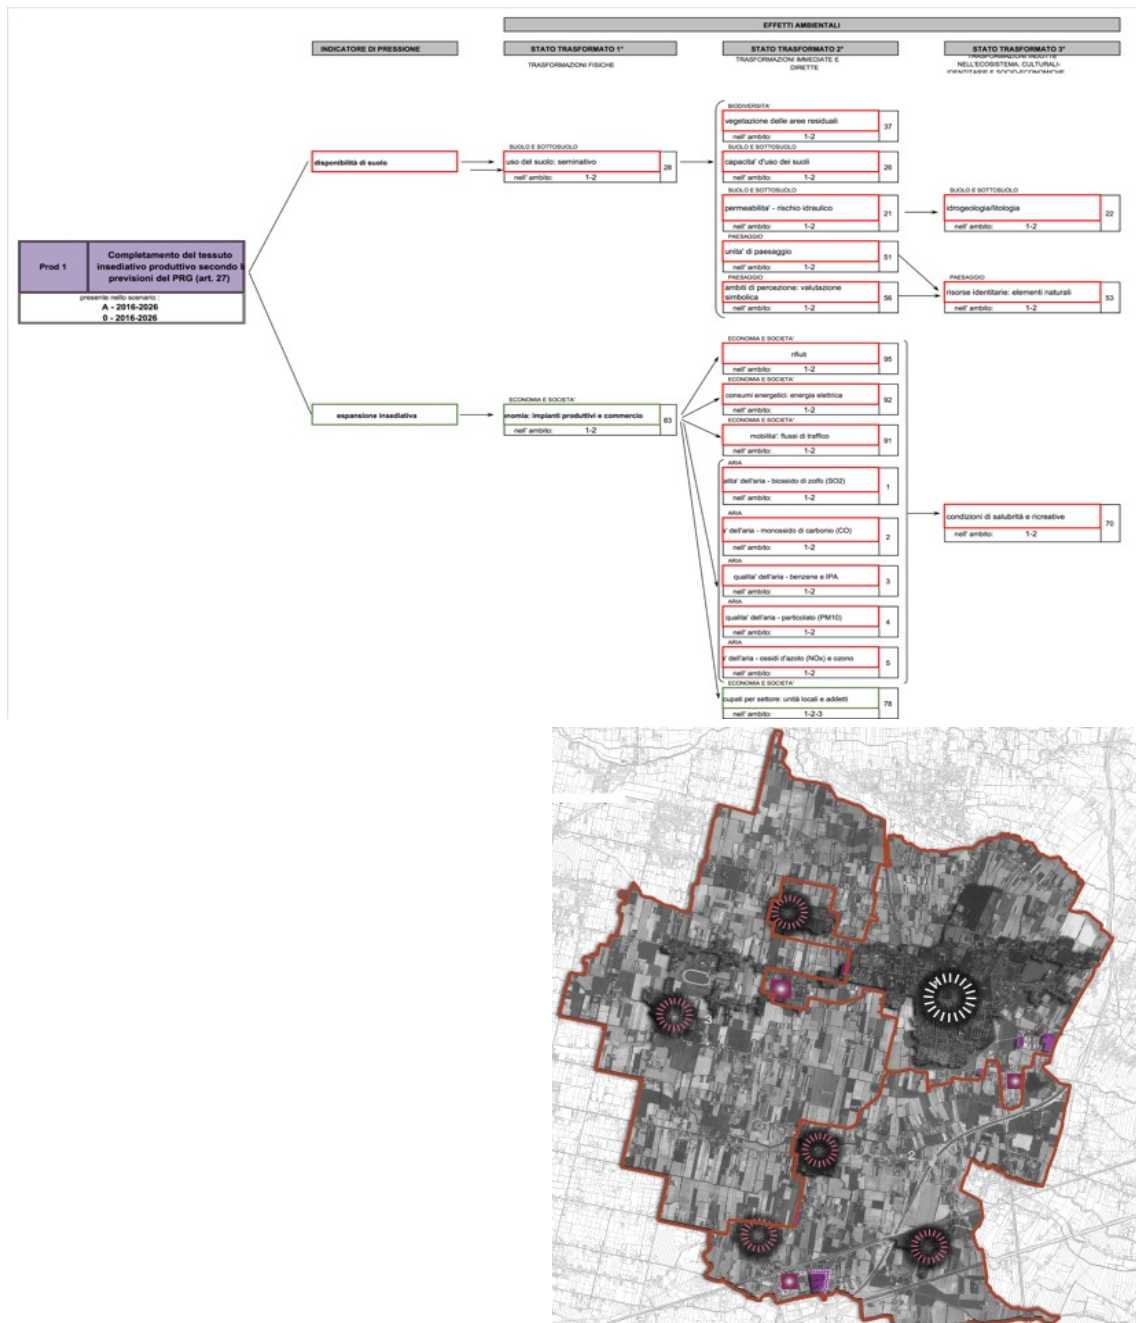 EFFETTI AMBIENTALI
INDICATORE DI PRESSIONE
STATO TRASFORMATO 1°
STATO TRASFORMATO 2°
STATO TRASFORMATO 3°
TRASFORMAZIONI FISICHE
TRASFORMAZIONI IMMEDIATE E
DIRETTE
TRASFORMAZIONI INDOTTE
NELL'ECOSISTEMA, CULTURALI-
IDENTITARIE E SOCIO-ECONOMICHE
Prod 1
Completamento del tessuto
insediativo produttivo secondo
previsioni del PRG (art. 27)
presente nello scenario :
A - 2016-2026
0 - 2016-2026
disponibilità di suolo
SUOLO E SOTTOSUOLO
uso del suolo: seminativo
28
nell' ambito: 1-2
BIODIVERSITA'
vegetazione delle aree residuali
37
nell' ambito: 1-2
SUOLO E SOTTOSUOLO
capacita' d'uso dei suoli
26
nell' ambito: 1-2
SUOLO E SOTTOSUOLO
permeabilita' - rischio idraulico
21
nell' ambito: 1-2
SUOLO E SOTTOSUOLO
idrogeologia/litologia
22
nell' ambito: 1-2
PAESAGGIO
unita' di paesaggio
51
nell' ambito: 1-2
PAESAGGIO
ambiti di percezione: valutazione
simbolica
56
nell' ambito: 1-2
PAESAGGIO
risorse identitarie: elementi naturali
53
nell' ambito: 1-2
espansione insediativa
ECONOMIA E SOCIETA'
nomia: impianti produttivi e commercio
83
nell' ambito: 1-2
ECONOMIA E SOCIETA'
rifiuti
95
nell' ambito: 1-2
ECONOMIA E SOCIETA'
consumi energetici: energia elettrica
92
nell' ambito: 1-2
ECONOMIA E SOCIETA'
mobilita': flussi di traffico
91
nell' ambito: 1-2
ARIA
alita' dell'aria - biossido di zolfo (SO2)
1
nell' ambito: 1-2
ARIA
' dell'aria - monossido di carbonio (CO)
2
nell' ambito: 1-2
ARIA
qualita' dell'aria - benzene e IPA
3
nell' ambito: 1-2
ARIA
qualita' dell'aria - particolato (PM10)
4
nell' ambito: 1-2
ARIA
' dell'aria - ossidi d'azoto (NOx) e ozono
5
nell' ambito: 1-2
ECONOMIA E SOCIETA'
cupati per settore: unità locali e addetti
78
nell' ambito: 1-2-3
condizioni di salubrità e ricreative
70
nell' ambito: 1-2
3
2